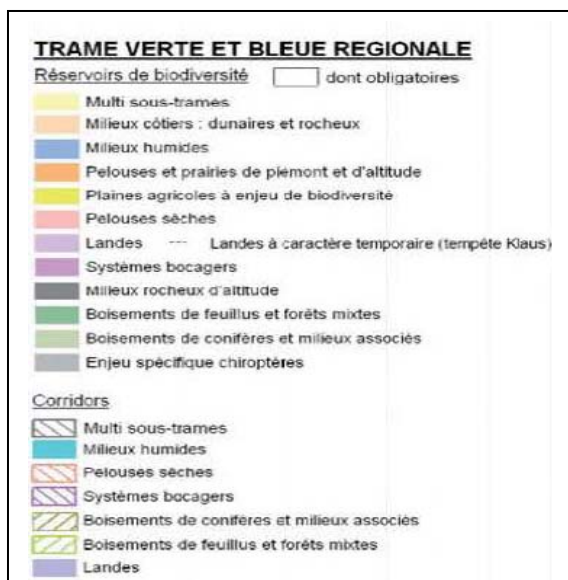 TRAME VERTE ET BLEUE REGIONALE
Réservoirs de biodiversité dont obligatoires
Multi sous-trames
Milieux côtiers : dunaires et rocheux
Milieux humides
Pelouses et prairies de piémont et d'altitude
Plaines agricoles à enjeu de biodiversité
Pelouses sèches
Landes --- Landes à caractère temporaire (tempête Klaus)
Systèmes bocagers
Milieux rocheux d'altitude
Boisements de feuillus et forêts mixtes
Boisements de conifères et milieux associés
Enjeu spécifique chiroptères
Corridors
Multi sous-trames
Milieux humides
Pelouses sèches
Systèmes bocagers
Boisements de conifères et milieux associés
Boisements de feuillus et forêts mixtes
Landes